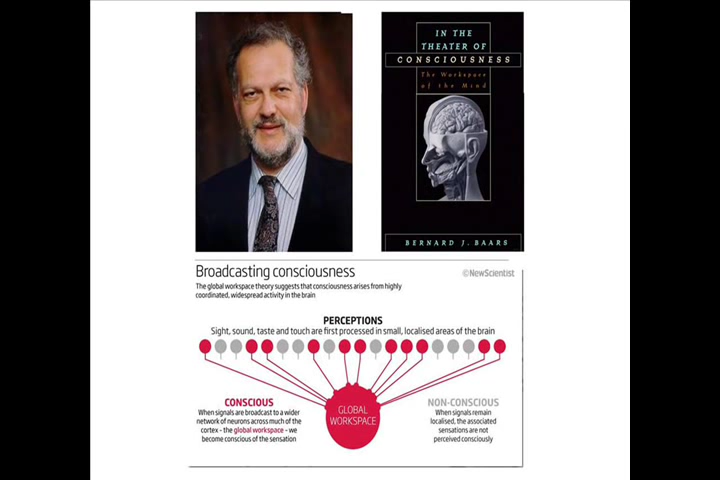 IN THE
THEATER OF
CONSCIOUSNESS
The Workspace
of the Mind
BERNARD J. BAARS
Broadcasting consciousness
©NewScientist
The global workspace theory suggests that consciousness arises from highly
coordinated, widespread activity in the brain
PERCEPTIONS
Sight, sound, taste and touch are first processed in small, localised areas of the brain
CONSCIOUS
When signals are broadcast to a wider
network of neurons across much of the
cortex - the global workspace - we
become conscious of the sensation
GLOBAL
WORKSPACE
NON-CONSCIOUS
When signals remain
localised, the associated
sensations are not
perceived consciously